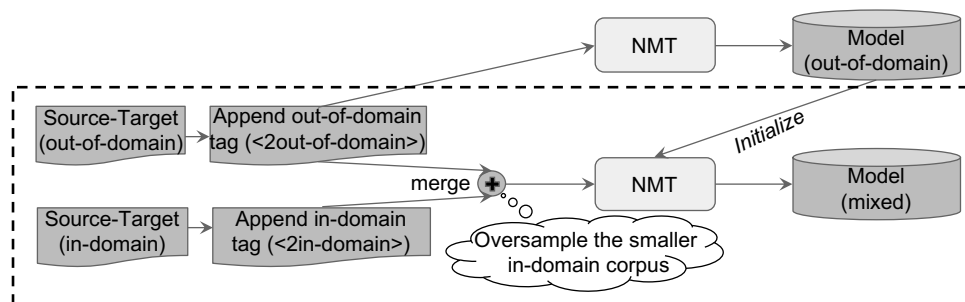 NMT
Model
(out-of-domain)
Source-Target
(out-of-domain)
Append out-of-domain
tag (<2out-of-domain>)
Initialize
merge
NMT
Model
(mixed)
Source-Target
(in-domain)
Append in-domain
tag (<2in-domain>)
Oversample the smaller
in-domain corpus